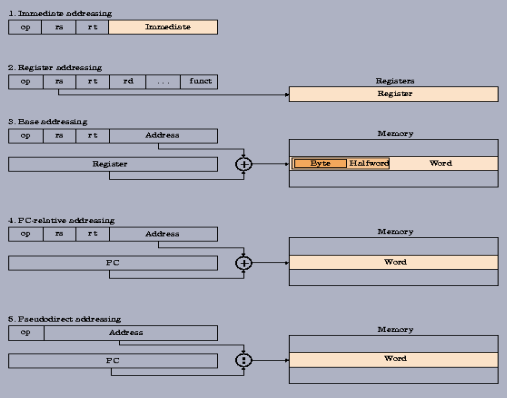 1. Immediate addressing
op rs rt Immediate
2. Register addressing
op rs rt rd ... funct
Registers
Register
3. Base addressing
op rs rt Address
Memory
Register
+
Byte Halfword Word
4. PC-relative addressing
op rs rt Address
Memory
PC
+
Word
5. Pseudodirect addressing
op Address
Memory
PC
:
Word